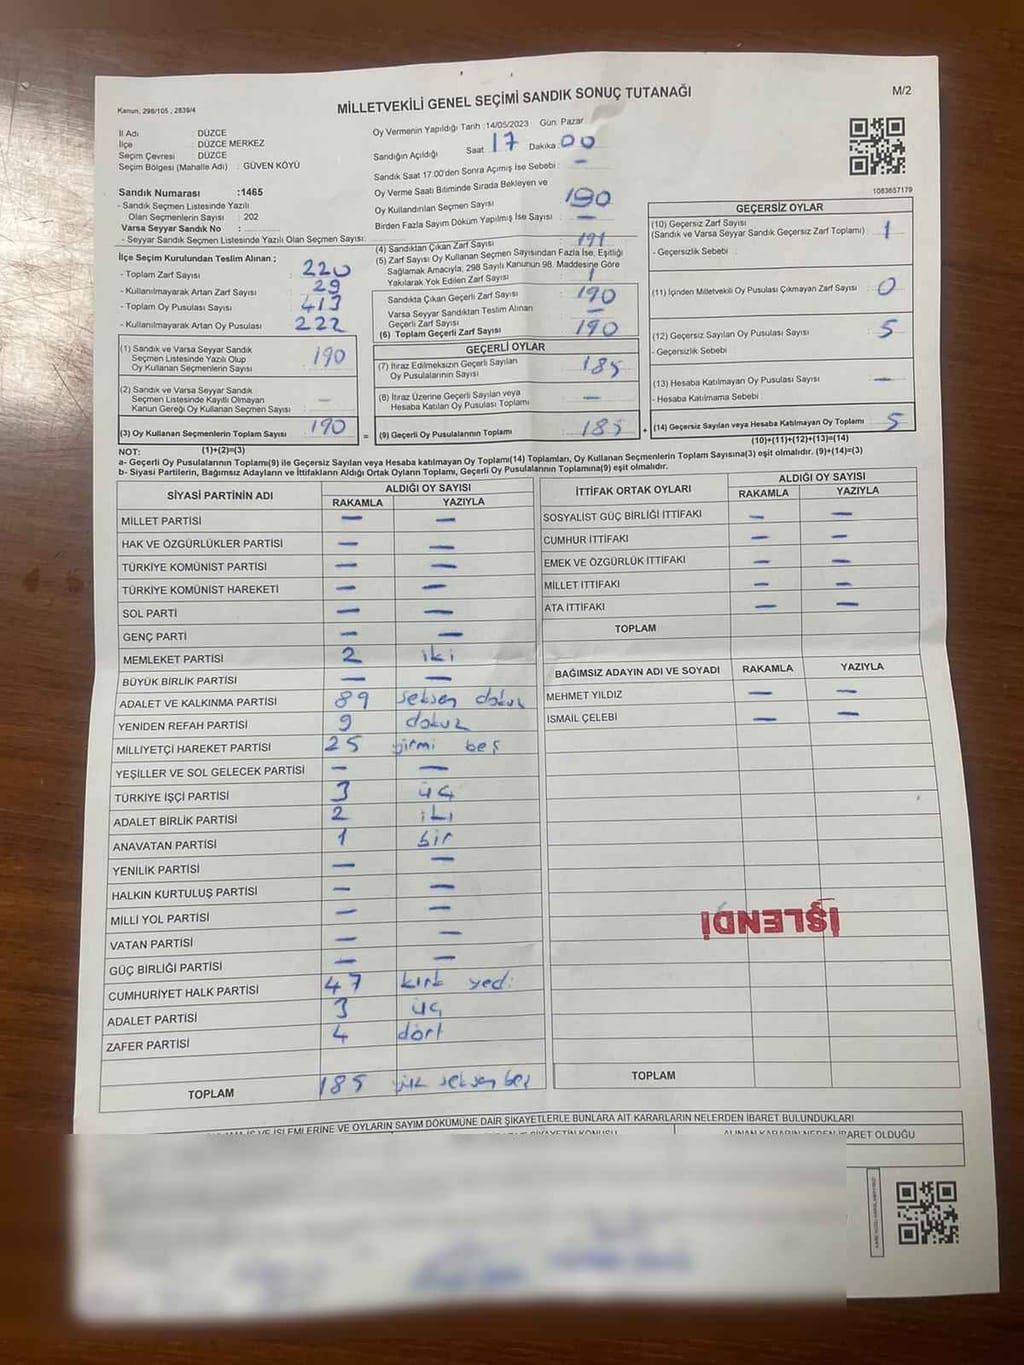 Kanun, 298/105 , 2839/4
MİLLETVEKİLİ GENEL SEÇİMİ SANDIK SONUÇ TUTANAĞI
M/2
İl Adı : DÜZCE
İlçe : DÜZCE MERKEZ
Seçim Çevresi : DÜZCE
Seçim Bölgesi (Mahalle Adı) : GÜVEN KÖYÜ
Sandık Numarası :1465
- Sandık Seçmen Listesinde Yazılı
Olan Seçmenlerin Sayısı : 202
Varsa Seyyar Sandık No :
- Seyyar Sandık Seçmen Listesinde Yazılı Olan Seçmen Sayısı:
Oy Vermenin Yapıldığı Tarih :14/05/2023 Gün: Pazar
Sandığın Açıldığı Saat: 17 Dakika: 00
Sandık Saat 17.00'den Sonra Açımış İse Sebebi : -
Oy Verme Saati Bitiminde Sırada Bekleyen ve
Oy Kullandırılan Seçmen Sayısı : 190
Birden Fazla Sayım Döküm Yapılmış İse Sayısı : -
1083657179
İlçe Seçim Kurulundan Teslim Alınan ;
- Toplam Zarf Sayısı : 220
- Kullanılmayarak Artan Zarf Sayısı : 29
- Toplam Oy Pusulası Sayısı : 413
- Kullanılmayarak Artan Oy Pusulası : 222
(1) Sandık ve Varsa Seyyar Sandık
Seçmen Listesinde Yazılı Olup
Oy Kullanan Seçmenlerin Sayısı : 190
(2) Sandık ve Varsa Seyyar Sandık
Seçmen Listesinde Kayıtlı Olmayan
Kanun Gereği Oy Kullanan Seçmen Sayısı : -
(3) Oy Kullanan Seçmenlerin Toplam Sayısı : 190
(4) Sandıktan Çıkan Zarf Sayısı : 191
(5) Zarf Sayısı Oy Kullanan Seçmen Sayısından Fazla İse, Eşitliği
Sağlamak Amacıyla, 298 Sayılı Kanunun 98. Maddesine Göre
Yakılarak Yok Edilen Zarf Sayısı : 1
Sandıkta Çıkan Geçerli Zarf Sayısı : 190
Varsa Seyyar Sandıktan Teslim Alınan
Geçerli Zarf Sayısı : -
(6) Toplam Geçerli Zarf Sayısı : 190
GEÇERLİ OYLAR
(7) İtiraz Edilmeksizin Geçerli Sayılan
Oy Pusulalarının Sayısı : 185
(8) İtiraz Üzerine Geçerli Sayılan veya
Hesaba Katılan Oy Pusulası Toplamı : -
= (9) Geçerli Oy Pusulalarının Toplamı : 185 +
GEÇERSİZ OYLAR
(10) Geçersiz Zarf Sayısı
(Sandık ve Varsa Seyyar Sandık Geçersiz Zarf Toplamı) : 1
- Geçersizlik Sebebi :
(11) İçinden Milletvekili Oy Pusulası Çıkmayan Zarf Sayısı : 0
(12) Geçersiz Sayılan Oy Pusulası Sayısı : 5
- Geçersizlik Sebebi :
(13) Hesaba Katılmayan Oy Pusulası Sayısı : -
- Hesaba Katılmama Sebebi :
(14) Geçersiz Sayılan veya Hesaba Katılmayan Oy Toplamı : 5
NOT: (1)+(2)=(3)
(10)+(11)+(12)+(13)=(14)
a- Geçerli Oy Pusulalarının Toplamı(9) ile Geçersiz Sayılan veya Hesaba katılmayan Oy Toplamı(14) Toplamları, Oy Kullanan Seçmenlerin Toplam Sayısına(3) eşit olmalıdır. (9)+(14)=(3)
b- Siyasi Partilerin, Bağımsız Adayların ve İttifakların Aldığı Ortak Oyların Toplamı, Geçerli Oy Pusulalarının Toplamına(9) eşit olmalıdır.
SİYASİ PARTİNİN ADI
ALDIĞI OY SAYISI
RAKAMLA YAZIYLA
MİLLET PARTİSİ - -
HAK VE ÖZGÜRLÜKLER PARTİSİ - -
TÜRKİYE KOMÜNİST PARTİSİ - -
TÜRKİYE KOMÜNİST HAREKETİ - -
SOL PARTİ - -
GENÇ PARTİ - -
MEMLEKET PARTİSİ 2 iki
BÜYÜK BİRLİK PARTİSİ - -
ADALET VE KALKINMA PARTİSİ 89 seksen dokuz
YENİDEN REFAH PARTİSİ 9 dokuz
MİLLİYETÇİ HAREKET PARTİSİ 25 yirmi beş
YEŞİLLER VE SOL GELECEK PARTİSİ - -
TÜRKİYE İŞÇİ PARTİSİ 3 üç
ADALET BİRLİK PARTİSİ 2 iki
ANAVATAN PARTİSİ 1 bir
YENİLİK PARTİSİ - -
HALKIN KURTULUŞ PARTİSİ - -
MİLLİ YOL PARTİSİ - -
VATAN PARTİSİ - -
GÜÇ BİRLİĞİ PARTİSİ - -
CUMHURİYET HALK PARTİSİ 47 kırk yedi
ADALET PARTİSİ 3 üç
ZAFER PARTİSİ 4 dört
TOPLAM 185 yüz seksen beş
İTTİFAK ORTAK OYLARI
ALDIĞI OY SAYISI
RAKAMLA YAZIYLA
SOSYALİST GÜÇ BİRLİĞİ İTTİFAKI - -
CUMHUR İTTİFAKI - -
EMEK VE ÖZGÜRLÜK İTTİFAKI - -
MİLLET İTTİFAKI - -
ATA İTTİFAKI - -
TOPLAM
BAĞIMSIZ ADAYIN ADI VE SOYADI RAKAMLA YAZIYLA
MEHMET YILDIZ - -
İSMAİL ÇELEBİ - -
İŞLENDİ
TOPLAM
İŞLEMLERİNE VE OYLARIN SAYIM DÖKÜMÜNE DAİR ŞİKAYETLERLE BUNLARA AİT KARARLARIN NELERDEN İBARET BULUNDUKLARI
ŞİKAYETİN KONUSU
ALINAN KARARIN NEDEN İBARET OLDUĞU